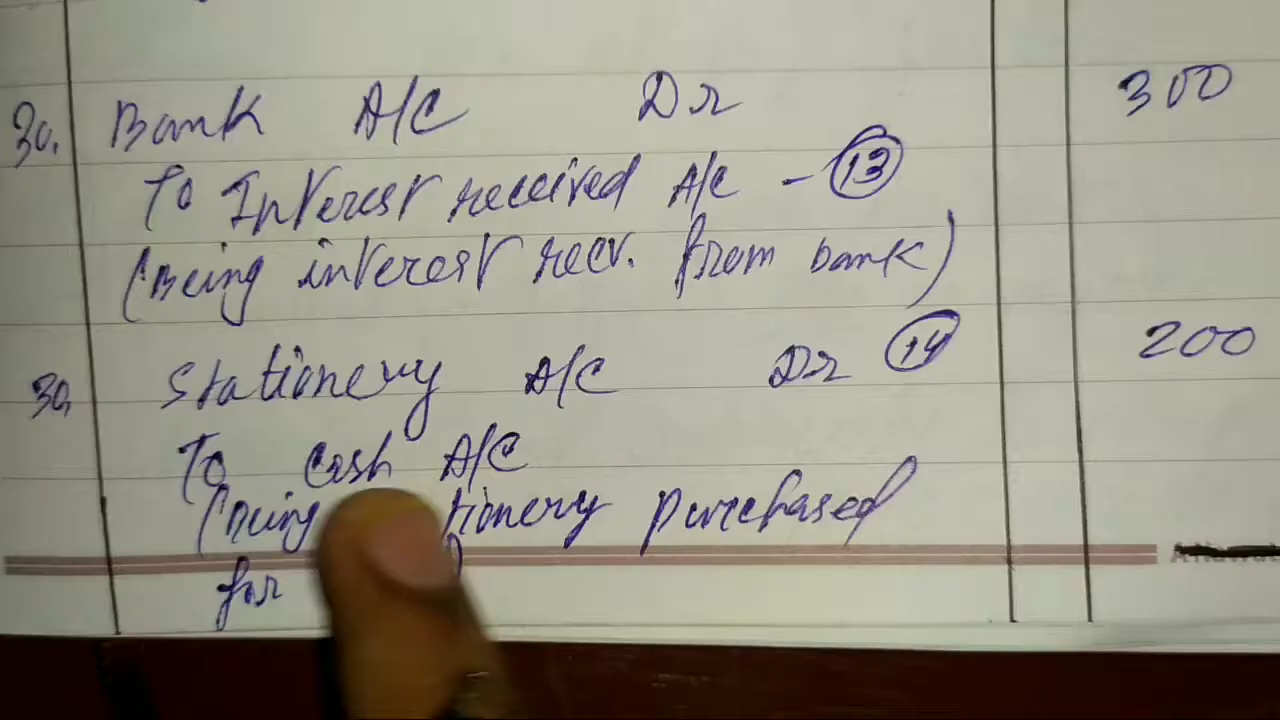 30. Bank A/C Dr 300
To Interest received A/c - 13
(Being interest recv. from bank)
30, Stationery A/C Dr 14 200
To Cash A/C
(Being purchased
for